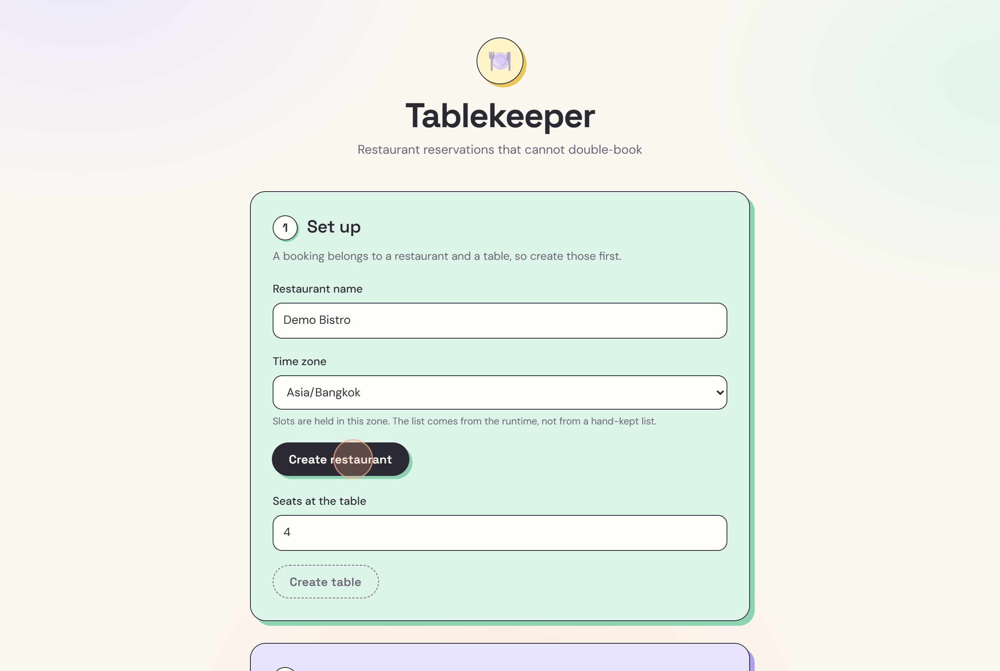 Tablekeeper
Restaurant reservations that cannot double-book
1 Set up
A booking belongs to a restaurant and a table, so create those first.
Restaurant name
Demo Bistro
Time zone
Asia/Bangkok
Slots are held in this zone. The list comes from the runtime, not from a hand-kept list.
Create restaurant
Seats at the table
4
Create table